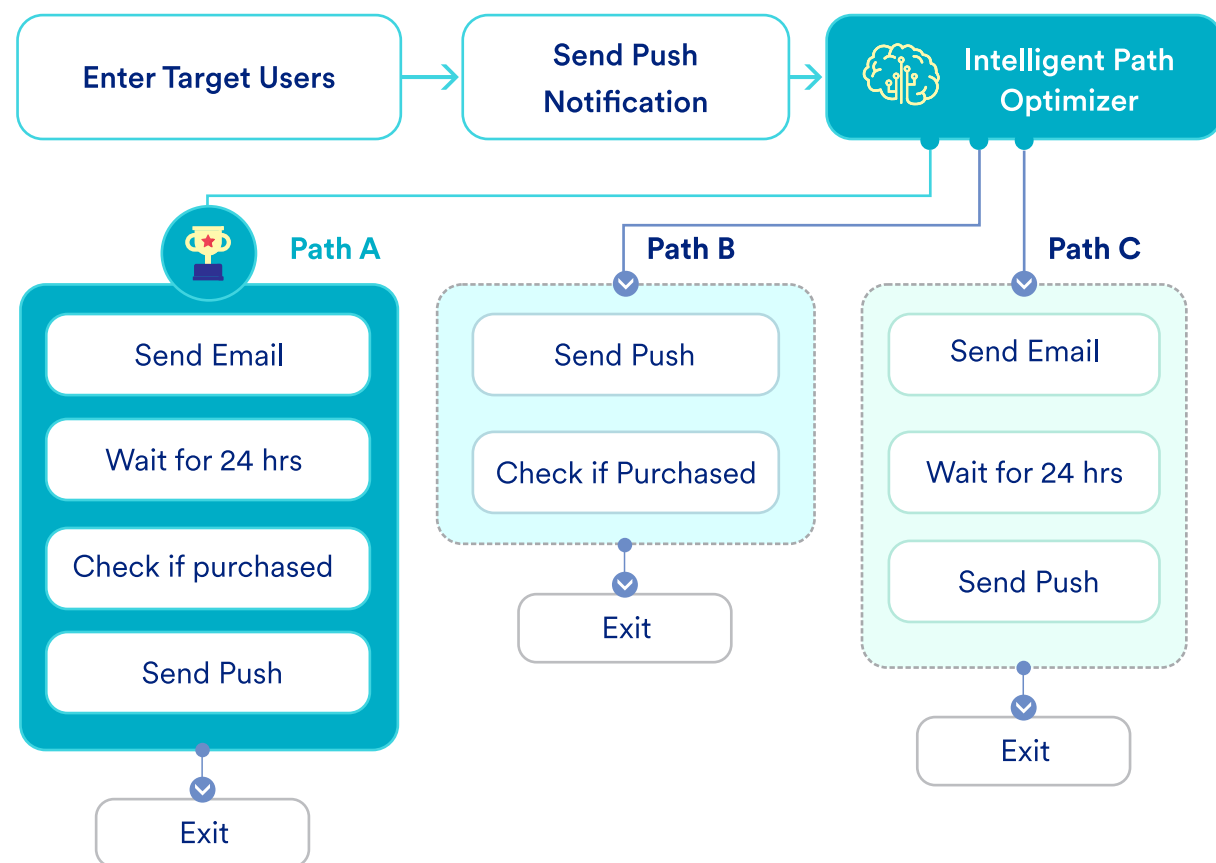 Enter Target Users
Send Push
Notification
Intelligent Path
Optimizer
Path A
Send Email
Wait for 24 hrs
Check if purchased
Send Push
Exit
Path B
Send Push
Check if Purchased
Exit
Path C
Send Email
Wait for 24 hrs
Send Push
Exit